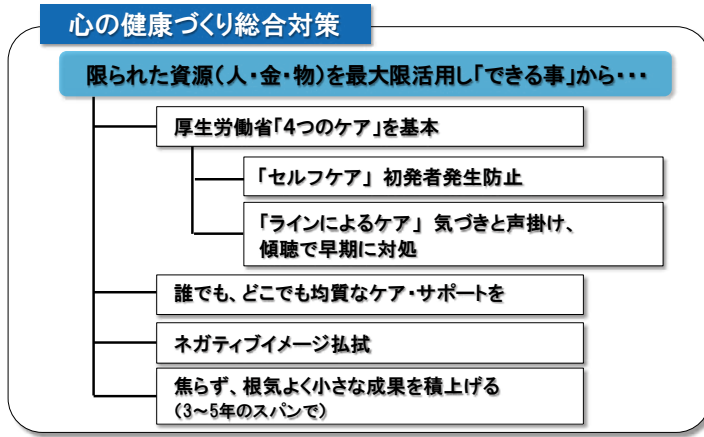 心の健康づくり総合対策
限られた資源(人・金・物)を最大限活用し「できる事」から・・・
厚生労働省「4つのケア」を基本
「セルフケア」 初発者発生防止
「ラインによるケア」 気づきと声掛け、
傾聴で早期に対処
誰でも、どこでも均質なケア・サポートを
ネガティブイメージ払拭
焦らず、根気よく小さな成果を積上げる
(3～5年のスパンで)